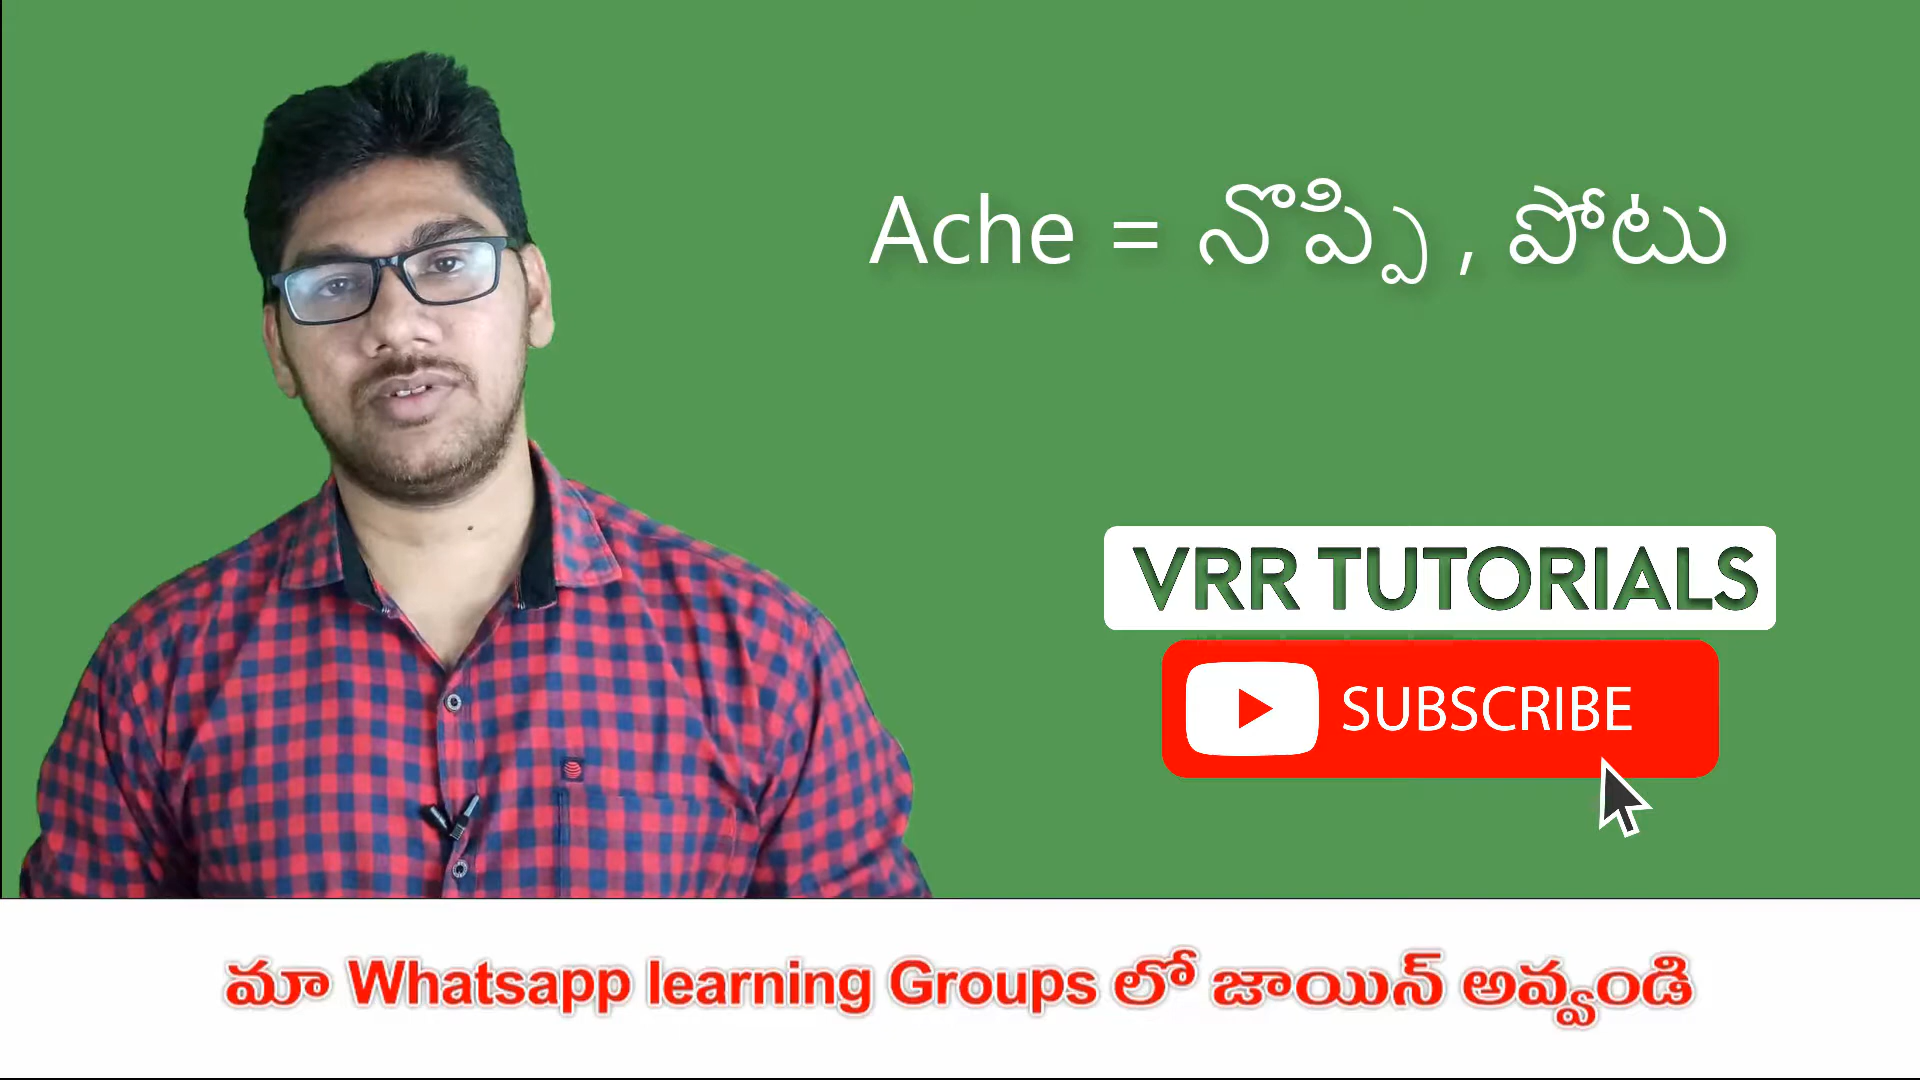 Ache = నొప్పి , పోటు
VRR TUTORIALS
SUBSCRIBE
మా Whatsapp learning Groups లో జాయిన్ అవ్వండి